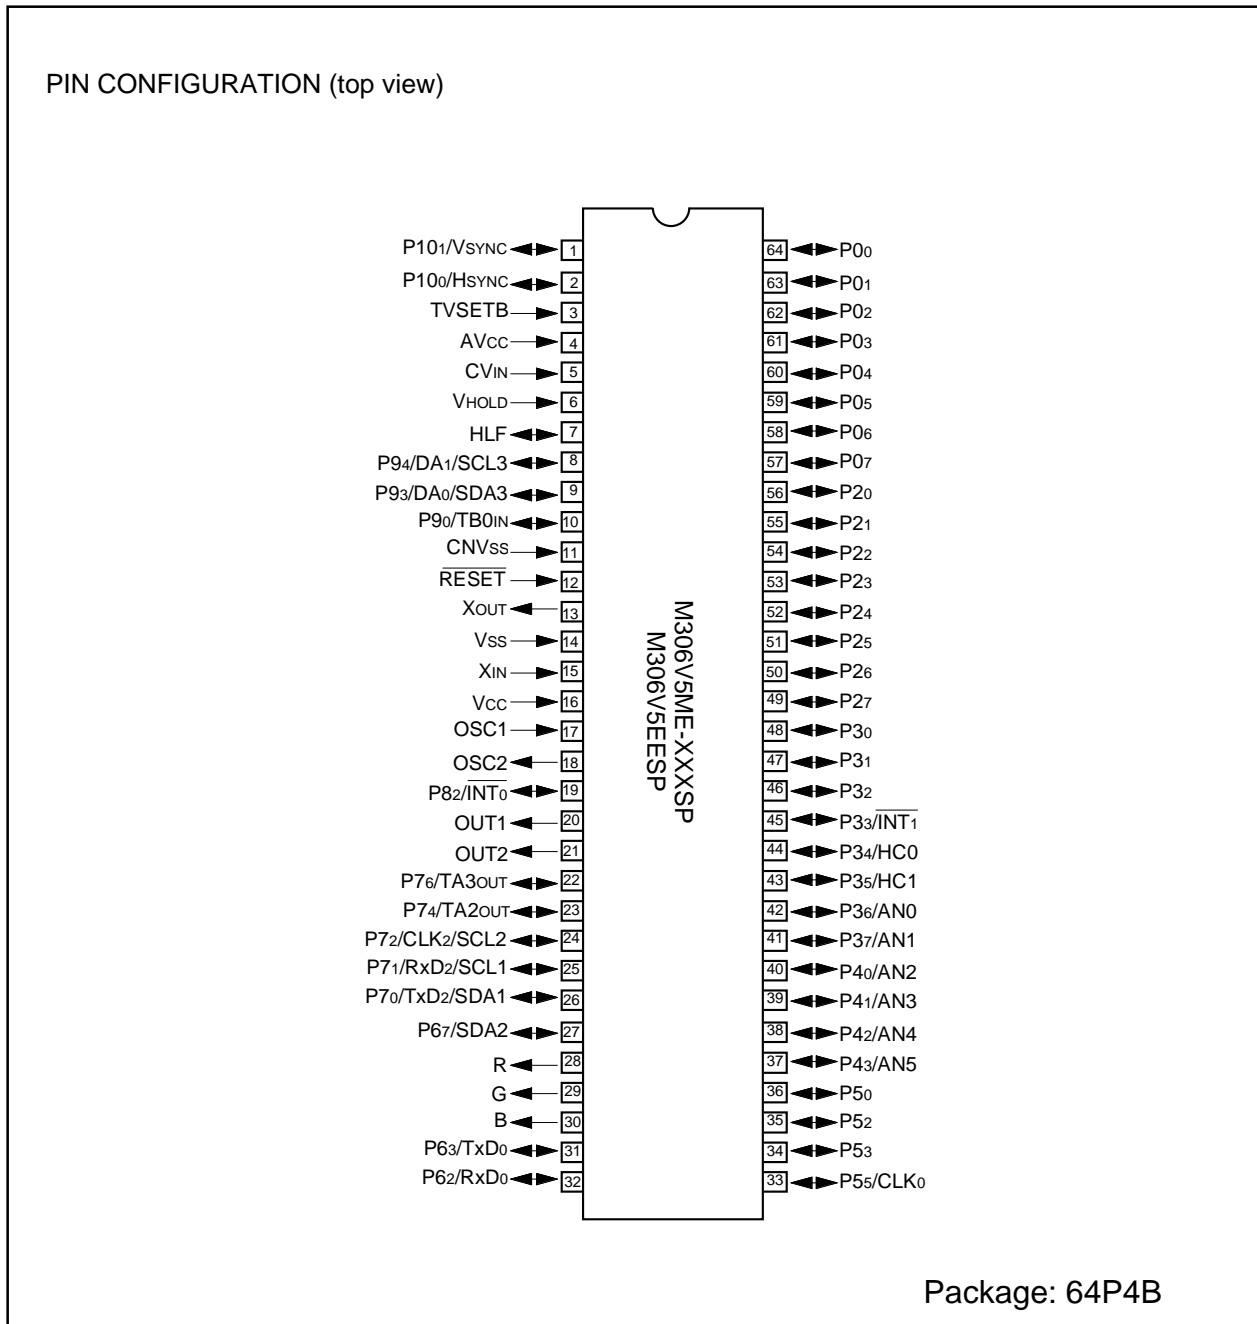 PIN CONFIGURATION (top view)
P10₁/VSYNC 1 64 P0₀
P10₀/HSYNC 2 63 P0₁
TVSETB 3 62 P0₂
AVCC 4 61 P0₃
CVIN 5 60 P0₄
VHOLD 6 59 P0₅
HLF 7 58 P0₆
P9₄/DA₁/SCL3 8 57 P0₇
P9₃/DA₀/SDA3 9 56 P2₀
P9₀/TB0IN 10 55 P2₁
CNVSS 11 54 P2₂
R̅E̅S̅E̅T̅ 12 53 P2₃
XOUT 13 52 P2₄
VSS 14 51 P2₅
XIN 15 50 P2₆
VCC 16 49 P2₇
OSC1 17 48 P3₀
OSC2 18 47 P3₁
P8₂/I̅N̅T̅₀ 19 46 P3₂
OUT1 20 45 P3₃/I̅N̅T̅₁
OUT2 21 44 P3₄/HC0
P7₆/TA3OUT 22 43 P3₅/HC1
P7₄/TA2OUT 23 42 P3₆/AN0
P7₂/CLK₂/SCL2 24 41 P3₇/AN1
P7₁/RxD₂/SCL1 25 40 P4₀/AN2
P7₀/TxD₂/SDA1 26 39 P4₁/AN3
P6₇/SDA2 27 38 P4₂/AN4
R 28 37 P4₃/AN5
G 29 36 P5₀
B 30 35 P5₂
P6₃/TxD₀ 31 34 P5₃
P6₂/RxD₀ 32 33 P5₅/CLK₀
M306V5ME-XXXSP
M306V5EESP
Package: 64P4B